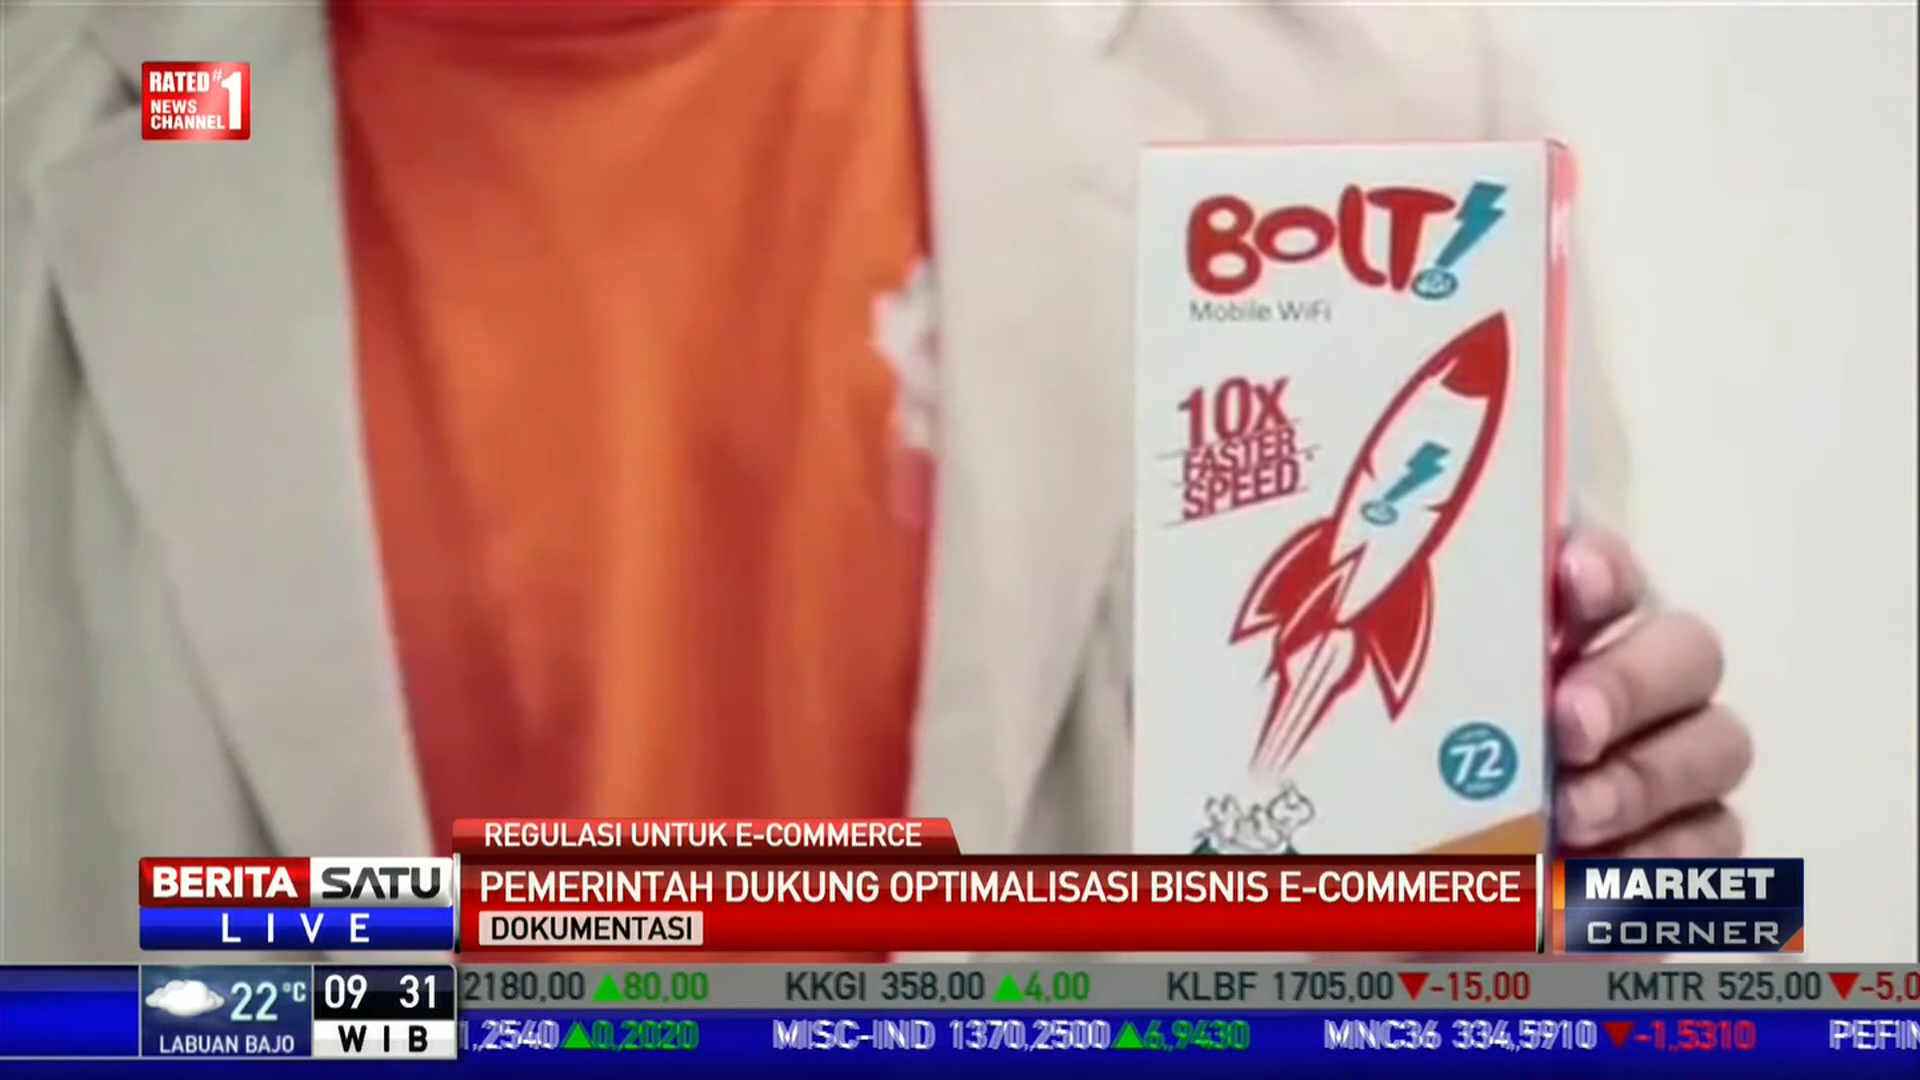 RATED #1
NEWS
CHANNEL
BOLT!
4G
Mobile WiFi
10X
FASTER
SPEED
72
REGULASI UNTUK E-COMMERCE
BERITA SATU
LIVE
PEMERINTAH DUKUNG OPTIMALISASI BISNIS E-COMMERCE
DOKUMENTASI
MARKET
CORNER
22°C
LABUAN BAJO
09 31
WIB
2180,00 ▲80,00 KKGI 358,00 ▲4,00 KLBF 1705,00 ▼-15,00 KMTR 525,00 ▼-5,0
1,2540 ▲0,2020 MISC-IND 1370,2500 ▲6,9430 MNC36 334,5910 ▼-1,5310 PEFIN